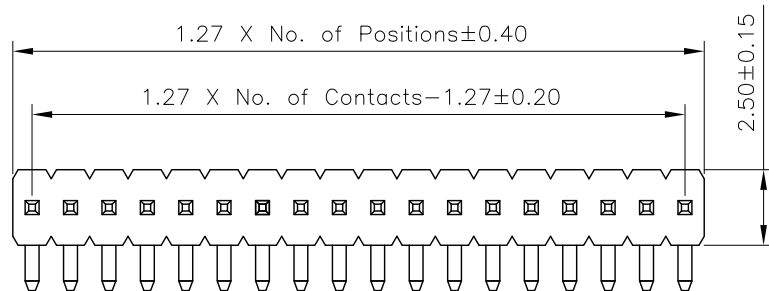 1.27 X No. of Positions±0.40
1.27 X No. of Contacts-1.27±0.20
2.50±0.15